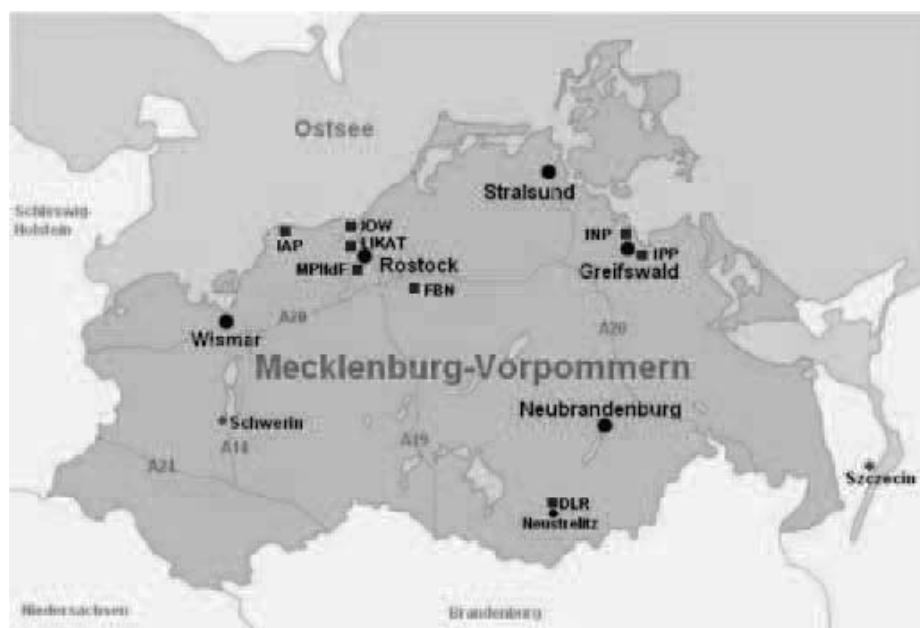 Ostsee
Stralsund
Schleswig-
Holstein
IOW
IAP
LIKAT
INP
IPP
MPIfdF
Rostock
Greifswald
FBN
A20
A20
Wismar
Mecklenburg-Vorpommern
Neubrandenburg
Schwerin
A14
A19
A21
Szczecin
DLR
Neustrelitz
Niedersachsen
Brandenburg